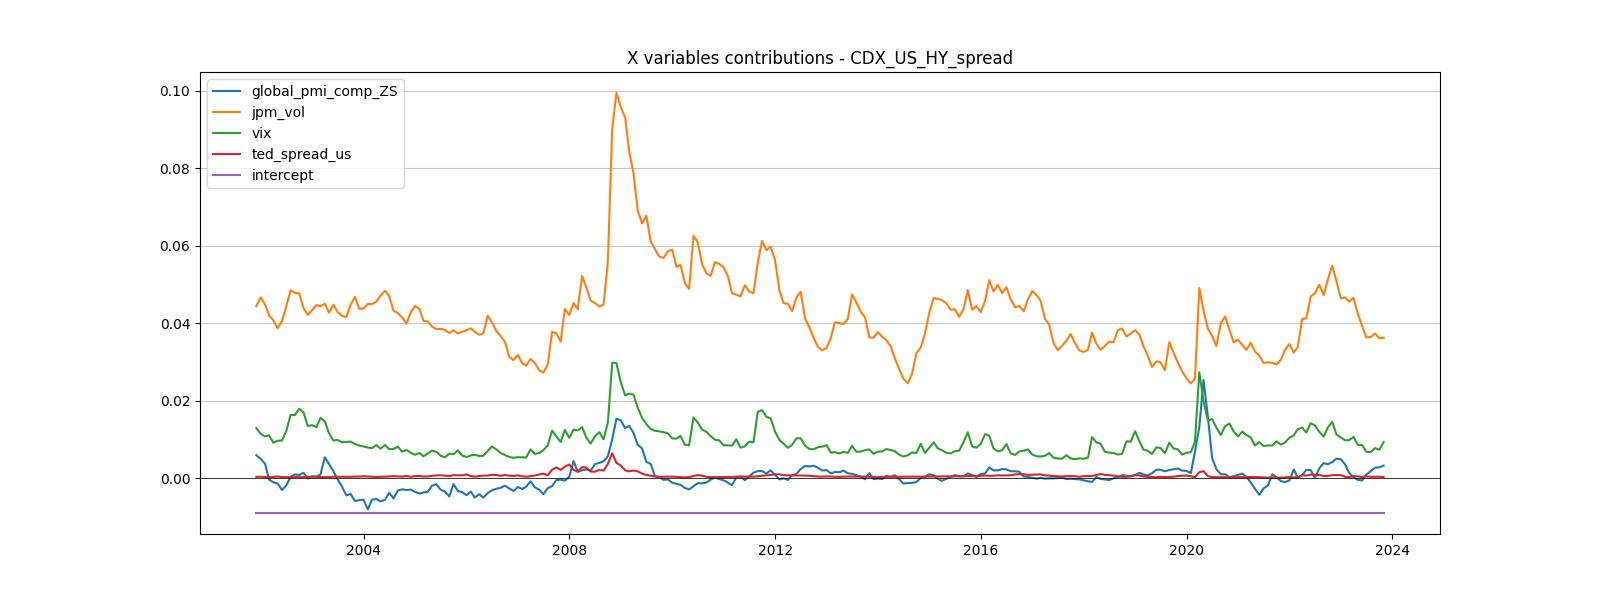 X variables contributions - CDX_US_HY_spread
global_pmi_comp_ZS
jpm_vol
vix
ted_spread_us
intercept
0.10
0.08
0.06
0.04
0.02
0.00
2004
2008
2012
2016
2020
2024